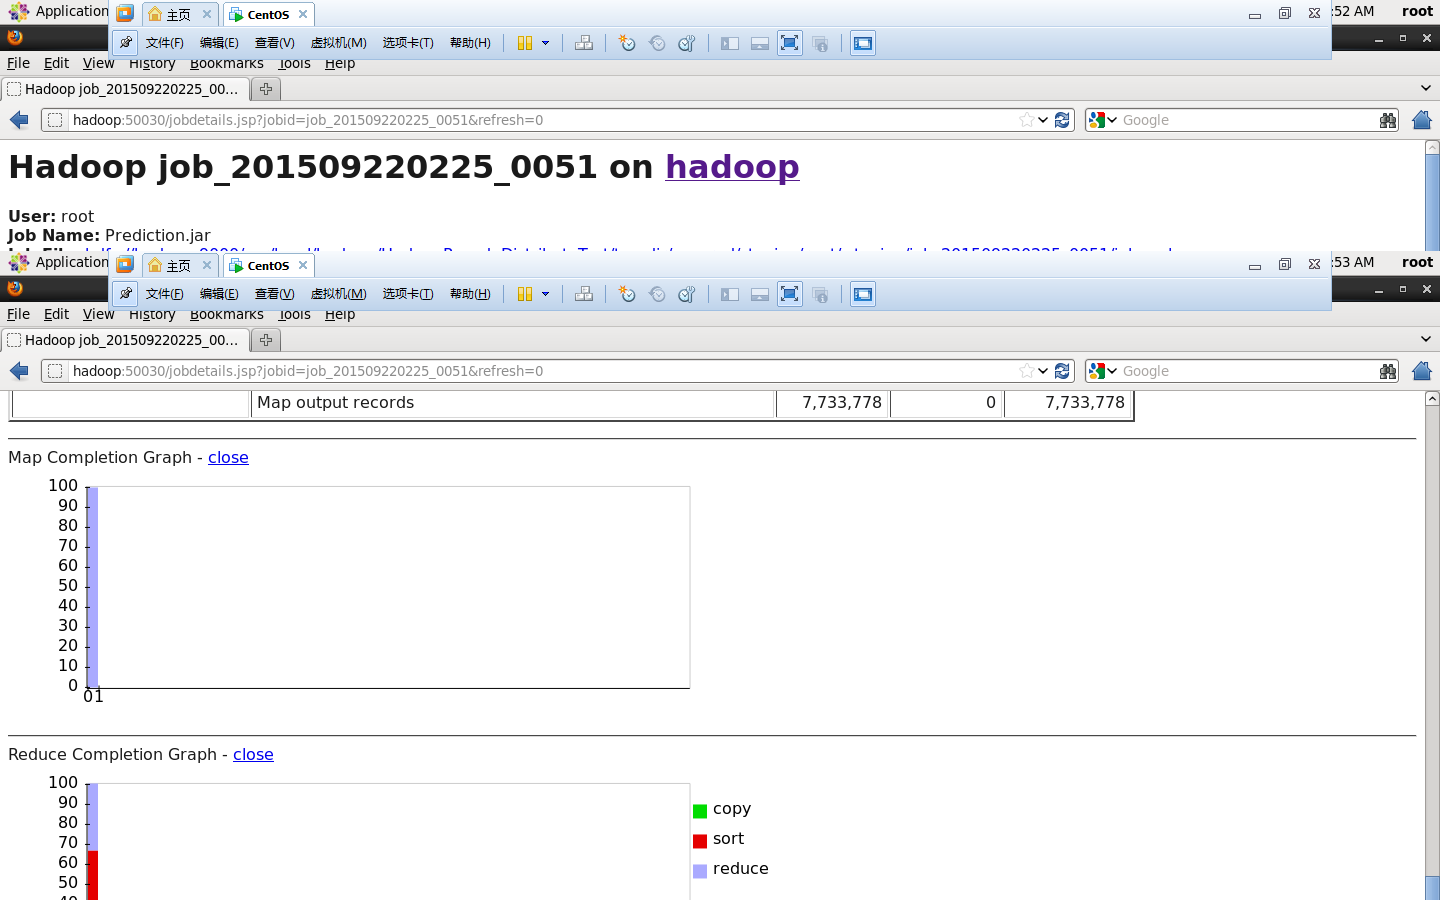 Application
主页
CentOS
:52 AM
root
文件(F)
编辑(E)
查看(V)
虚拟机(M)
选项卡(T)
帮助(H)
File Edit View History Bookmarks Tools Help
Hadoop job_201509220225_00...
hadoop:50030/jobdetails.jsp?jobid=job_201509220225_0051&refresh=0
Google
Hadoop job_201509220225_0051 on hadoop
User: root
Job Name: Prediction.jar
Application
主页
CentOS
:53 AM
root
文件(F)
编辑(E)
查看(V)
虚拟机(M)
选项卡(T)
帮助(H)
File Edit View History Bookmarks Tools Help
Hadoop job_201509220225_00...
hadoop:50030/jobdetails.jsp?jobid=job_201509220225_0051&refresh=0
Google
Map output records 7,733,778 0 7,733,778
Map Completion Graph - close
100
90
80
70
60
50
40
30
20
10
0
0 1
Reduce Completion Graph - close
100
90
80
70
60
50
40
copy
sort
reduce